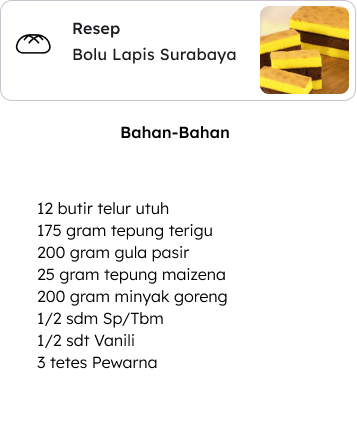 Resep
Bolu Lapis Surabaya
Bahan-Bahan
12 butir telur utuh
175 gram tepung terigu
200 gram gula pasir
25 gram tepung maizena
200 gram minyak goreng
1/2 sdm Sp/Tbm
1/2 sdt Vanili
3 tetes Pewarna